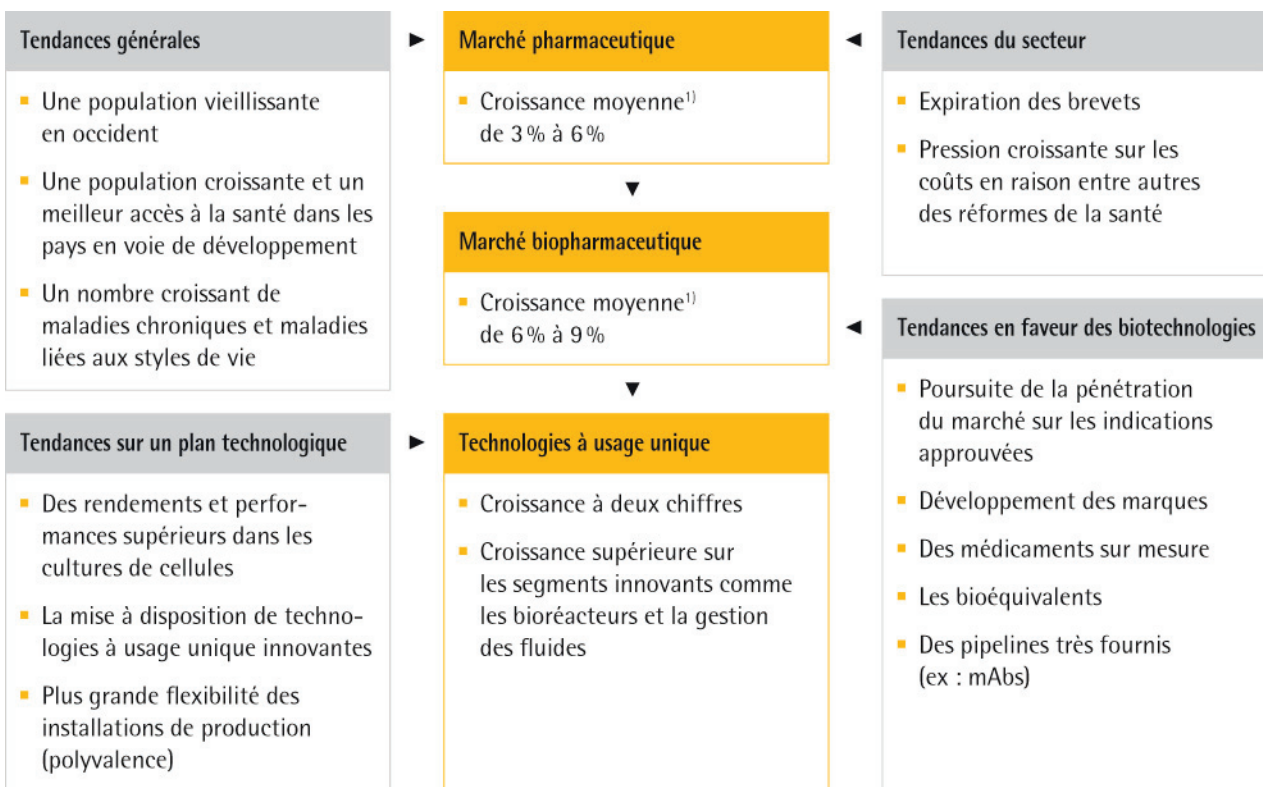 Tendances générales
Une population vieillissante
en occident
Une population croissante et un
meilleur accès à la santé dans les
pays en voie de développement
Un nombre croissant de
maladies chroniques et maladies
liées aux styles de vie
Tendances sur un plan technologique
Des rendements et perfor-
mances supérieurs dans les
cultures de cellules
La mise à disposition de techno-
logies à usage unique innovantes
Plus grande flexibilité des
installations de production
(polyvalence)
Marché pharmaceutique
Croissance moyenne1)
de 3 % à 6 %
Marché biopharmaceutique
Croissance moyenne1)
de 6 % à 9 %
Technologies à usage unique
Croissance à deux chiffres
Croissance supérieure sur
les segments innovants comme
les bioréacteurs et la gestion
des fluides
Tendances du secteur
Expiration des brevets
Pression croissante sur les
coûts en raison entre autres
des réformes de la santé
Tendances en faveur des biotechnologies
Poursuite de la pénétration
du marché sur les indications
approuvées
Développement des marques
Des médicaments sur mesure
Les bioéquivalents
Des pipelines très fournis
(ex : mAbs)